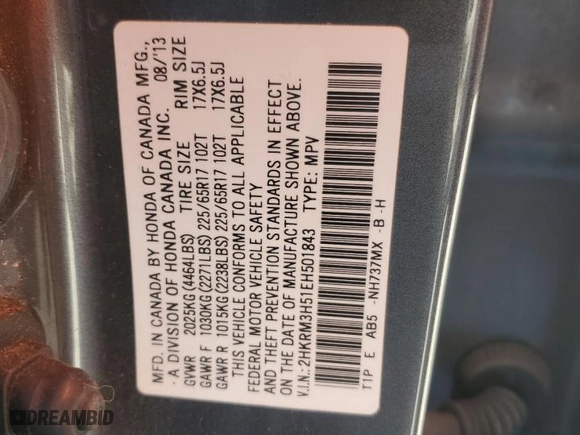 MFD. IN CANADA BY HONDA OF CANADA MFG.,
A DIVISION OF HONDA CANADA INC. 08/'13
GVWR 2025KG(4464LBS) TIRE SIZE RIM SIZE
GAWR F 1030KG(2271LBS) 225/65R17 102T 17X6.5J
GAWR R 1015KG(2238LBS) 225/65R17 102T 17X6.5J
THIS VEHICLE CONFORMS TO ALL APPLICABLE
FEDERAL MOTOR VEHICLE SAFETY
AND THEFT PREVENTION STANDARDS IN EFFECT
ON THE DATE OF MANUFACTURE SHOWN ABOVE.
V.I.N.: 2HKRM3H51EH501843 TYPE: MPV
T1P E AB5 -NH737MX -B -H
DREAMBID